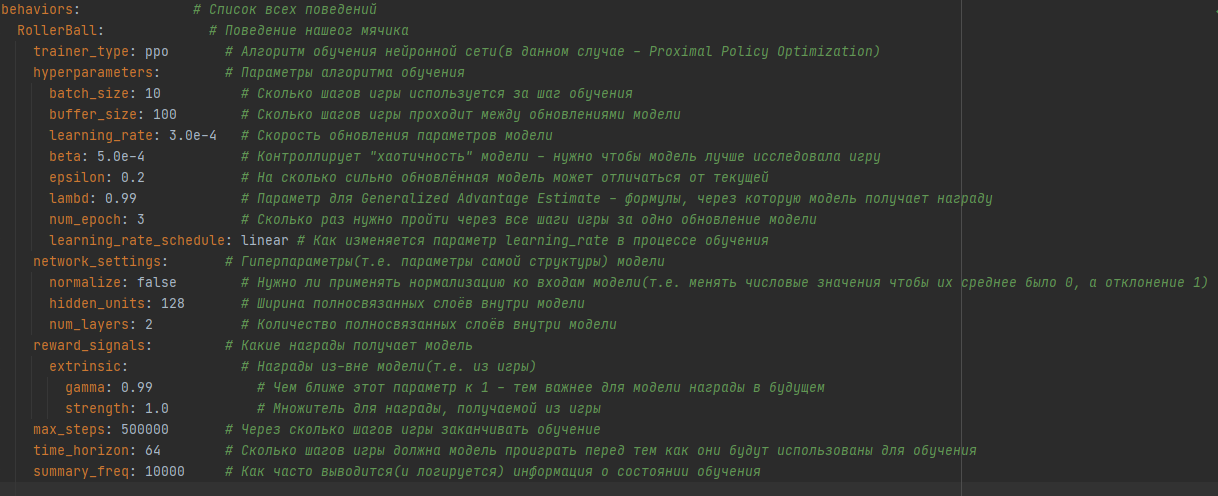 behaviors:              # Список всех поведений
  RollerBall:             # Поведение нашеог мячика
    trainer_type: ppo       # Алгоритм обучения нейронной сети(в данном случае - Proximal Policy Optimization)
    hyperparameters:        # Параметры алгоритма обучения
      batch_size: 10          # Сколько шагов игры используется за шаг обучения
      buffer_size: 100        # Сколько шагов игры проходит между обновлениями модели
      learning_rate: 3.0e-4   # Скорость обновления параметров модели
      beta: 5.0e-4            # Контроллирует "хаотичность" модели - нужно чтобы модель лучше исследовала игру
      epsilon: 0.2            # На сколько сильно обновлённая модель может отличаться от текущей
      lambd: 0.99             # Параметр для Generalized Advantage Estimate - формулы, через которую модель получает награду
      num_epoch: 3            # Сколько раз нужно пройти через все шаги игры за одно обновление модели
      learning_rate_schedule: linear # Как изменяется параметр learning_rate в процессе обучения
    network_settings:       # Гиперпараметры(т.е. параметры самой структуры) модели
      normalize: false        # Нужно ли применять нормализацию ко входам модели(т.е. менять числовые значения чтобы их среднее было 0, а отклонение 1)
      hidden_units: 128       # Ширина полносвязанных слоёв внутри модели
      num_layers: 2           # Количество полносвязанных слоёв внутри модели
    reward_signals:         # Какие награды получает модель
      extrinsic:              # Награды из-вне модели(т.е. из игры)
        gamma: 0.99             # Чем ближе этот параметр к 1 - тем важнее для модели награды в будущем
        strength: 1.0           # Множитель для награды, получаемой из игры
    max_steps: 500000       # Через сколько шагов игры заканчивать обучение
    time_horizon: 64        # Сколько шагов игры должна модель проиграть перед тем как они будут использованы для обучения
    summary_freq: 10000     # Как часто выводится(и логируется) информация о состоянии обучения